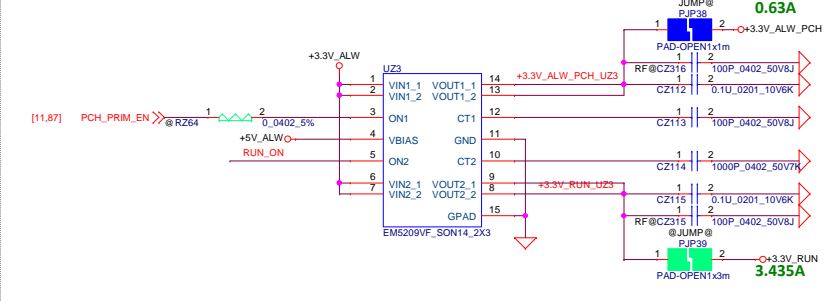 JUMP@
PJP38
0.63A
1 2
+3.3V_ALW_PCH
PAD-OPEN1x1m
+3.3V_ALW
UZ3
1 VIN1_1 VOUT1_1 14 +3.3V_ALW_PCH_UZ3
2 VIN1_2 VOUT1_2 13
RF@CZ316 1 2 100P_0402_50V8J
CZ112 1 2 0.1U_0201_10V6K
[11,87] PCH_PRIM_EN @RZ64 1 2 0_0402_5% 3 ON1 CT1 12 CZ113 1 2 100P_0402_50V8J
+5V_ALW 4 VBIAS GND 11
RUN_ON 5 ON2 CT2 10 CZ114 1 2 1000P_0402_50V7K
6 VIN2_1 VOUT2_1 9
7 VIN2_2 VOUT2_2 8 +3.3V_RUN_UZ3
CZ115 1 2 0.1U_0201_10V6K
GPAD 15
RF@CZ315 1 2 100P_0402_50V8J
EM5209VF_SON14_2X3
@JUMP@
PJP39
1 2
+3.3V_RUN
3.435A
PAD-OPEN1x3m